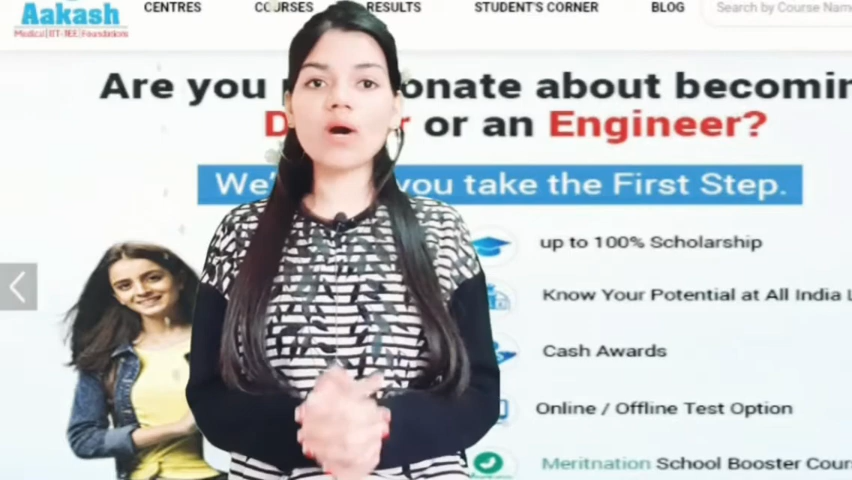 Aakash
Medical|IIT-JEE|Foundations
CENTRES COURSES RESULTS STUDENT'S CORNER BLOG Search by Course Name
Are you onate about becomin
or or an Engineer?
We' you take the First Step.
up to 100% Scholarship
Know Your Potential at All India
Cash Awards
Online / Offline Test Option
Meritnation School Booster Cour